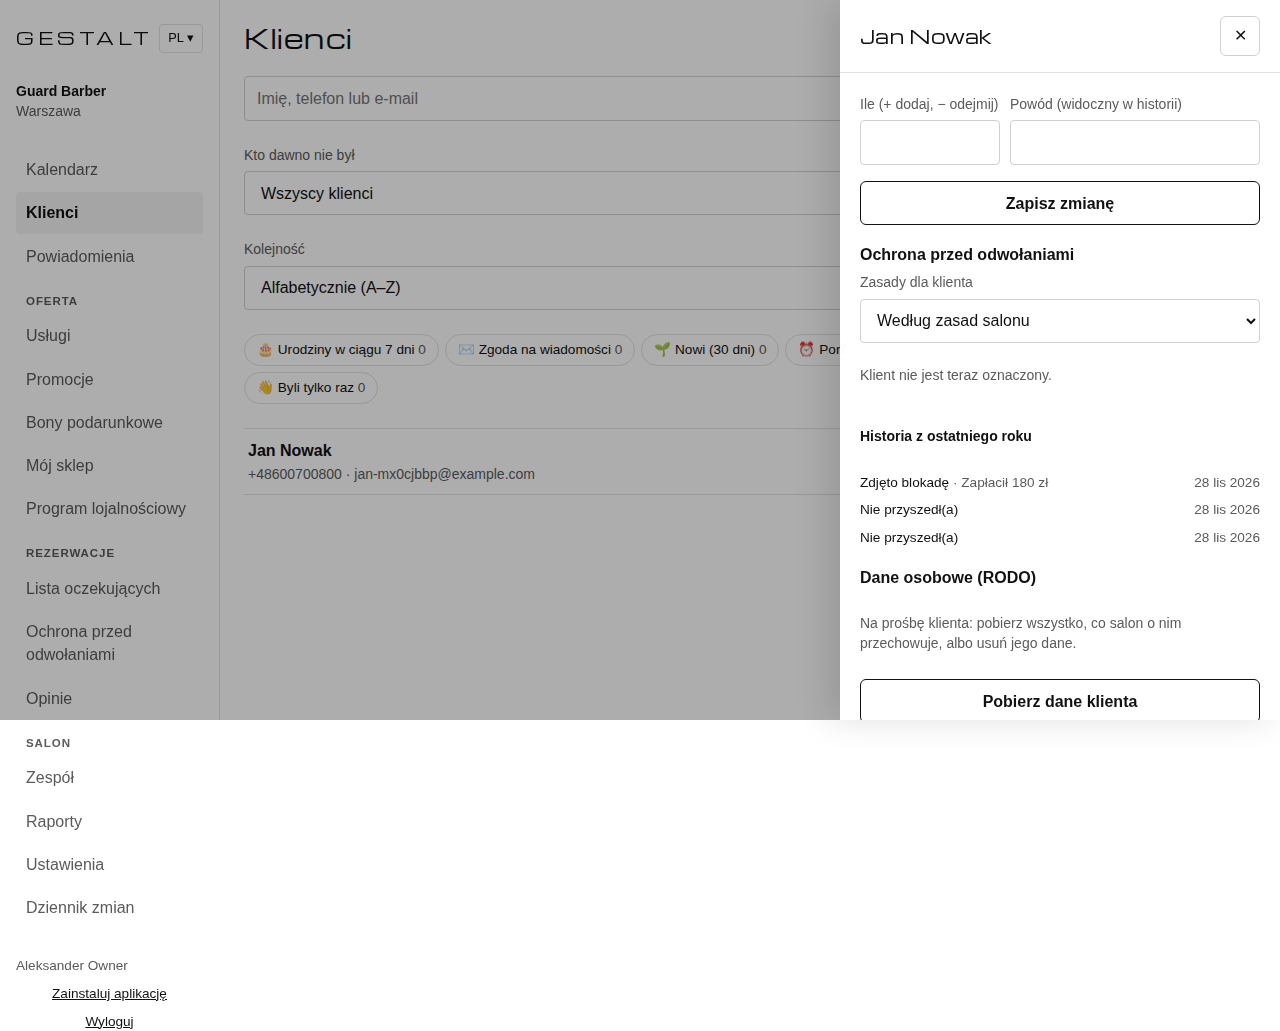 GESTALT
PL ▾
Guard Barber
Warszawa
Kalendarz
Klienci
Powiadomienia
OFERTA
Usługi
Promocje
Bony podarunkowe
Mój sklep
Program lojalnościowy
REZERWACJE
Lista oczekujących
Ochrona przed
odwołaniami
Opinie
SALON
Zespół
Raporty
Ustawienia
Dziennik zmian
Aleksander Owner
Zainstaluj aplikację
Wyloguj
Klienci
Imię, telefon lub e-mail
Kto dawno nie był
Wszyscy klienci
Kolejność
Alfabetycznie (A–Z)
🎂 Urodziny w ciągu 7 dni 0
✉️ Zgoda na wiadomości 0
🌱 Nowi (30 dni) 0
👋 Byli tylko raz 0
Jan Nowak
+48600700800 · jan-mx0cjbbp@example.com
Jan Nowak
✕
Ile (+ dodaj, − odejmij) Powód (widoczny w historii)
Zapisz zmianę
Ochrona przed odwołaniami
Zasady dla klienta
Według zasad salonu
Klient nie jest teraz oznaczony.
Historia z ostatniego roku
Zdjęto blokadę · Zapłacił 180 zł 28 lis 2026
Nie przyszedł(a) 28 lis 2026
Nie przyszedł(a) 28 lis 2026
Dane osobowe (RODO)
Na prośbę klienta: pobierz wszystko, co salon o nim
przechowuje, albo usuń jego dane.
Pobierz dane klienta